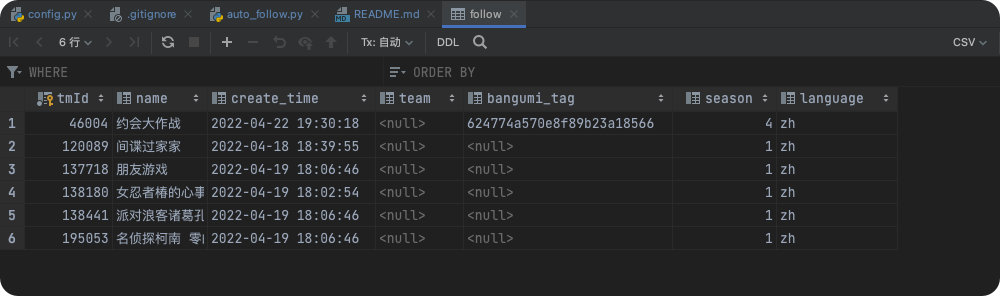 config.py .gitignore auto_follow.py README.md follow
6 行 Tx: 自动 DDL CSV
WHERE ORDER BY
tmId name create_time team bangumi_tag season language
1 46004 约会大作战 2022-04-22 19:30:18 <null> 624774a570e8f89b23a18566 4 zh
2 120089 间谍过家家 2022-04-18 18:39:55 <null> <null> 1 zh
3 137718 朋友游戏 2022-04-19 18:06:46 <null> <null> 1 zh
4 138180 女忍者椿的心事 2022-04-19 18:02:54 <null> <null> 1 zh
5 138441 派对浪客诸葛孔 2022-04-19 18:06:46 <null> <null> 1 zh
6 195053 名侦探柯南 零 2022-04-19 18:06:46 <null> <null> 1 zh